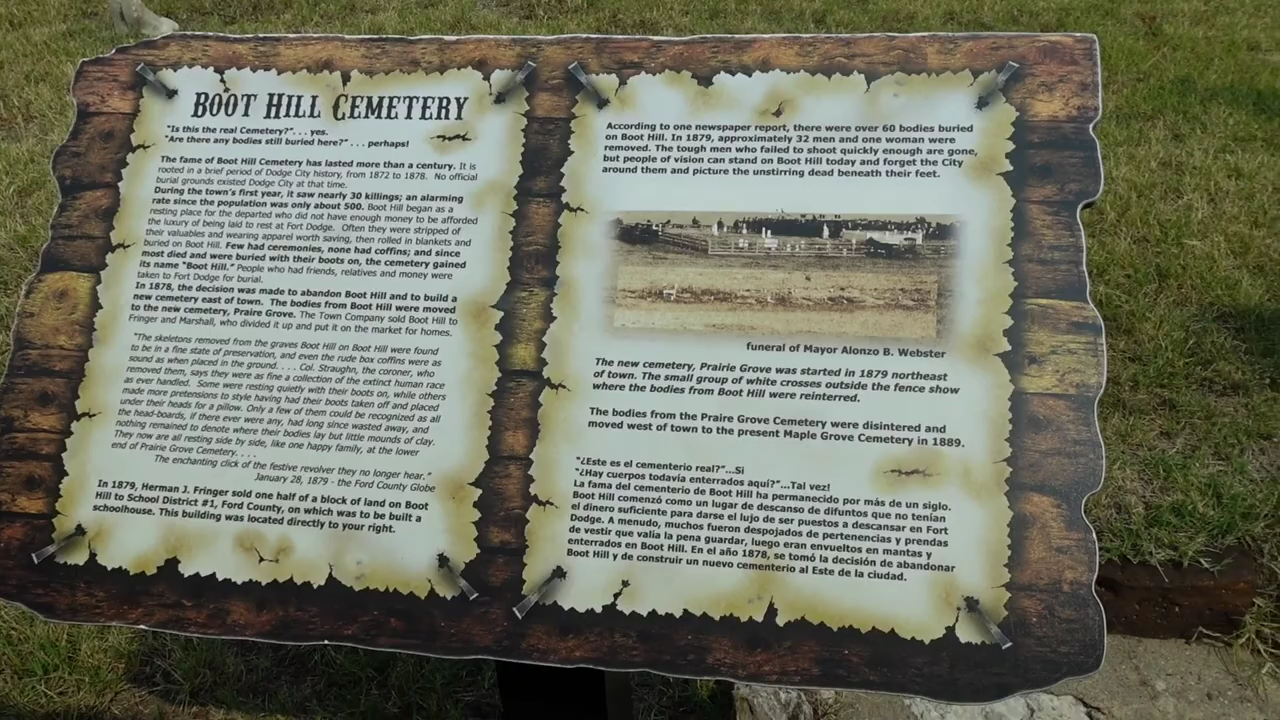 BOOT HILL CEMETERY
"Is this the real Cemetery?". . . yes.
"Are there any bodies still buried here?" . . . perhaps!
The fame of Boot Hill Cemetery has lasted more than a century. It is
rooted in a brief period of Dodge City history, from 1872 to 1878. No official
burial grounds existed Dodge City at that time.
During the town's first year, it saw nearly 30 killings; an alarming
rate since the population was only about 500. Boot Hill began as a
resting place for the departed who did not have enough money to be afforded
the luxury of being laid to rest at Fort Dodge. Often they were stripped of
their valuables and wearing apparel worth saving, then rolled in blankets and
buried on Boot Hill. Few had ceremonies, none had coffins; and since
most died and were buried with their boots on, the cemetery gained
its name "Boot Hill." People who had friends, relatives and money were
taken to Fort Dodge for burial.
In 1878, the decision was made to abandon Boot Hill and to build a
new cemetery east of town. The bodies from Boot Hill were moved
to the new cemetery, Praire Grove. The Town Company sold Boot Hill to
Fringer and Marshall, who divided it up and put it on the market for homes.
"The skeletons removed from the graves Boot Hill on Boot Hill were found
to be in a fine state of preservation, and even the rude box coffins were as
sound as when placed in the ground. . . . Col. Straughn, the coroner, who
removed them, says they were as fine a collection of the extinct human race
as ever handled. Some were resting quietly with their boots on, while others
made more pretensions to style having had their boots taken off and placed
under their heads for a pillow. Only a few of them could be recognized as all
the head-boards, if there ever were any, had long since wasted away, and
nothing remained to denote where their bodies lay but little mounds of clay.
They now are all resting side by side, like one happy family, at the lower
end of Prairie Grove Cemetery. . . .
The enchanting click of the festive revolver they no longer hear."
January 28, 1879 - the Ford County Globe
In 1879, Herman J. Fringer sold one half of a block of land on Boot
Hill to School District #1, Ford County, on which was to be built a
schoolhouse. This building was located directly to your right.
According to one newspaper report, there were over 60 bodies buried
on Boot Hill. In 1879, approximately 32 men and one woman were
removed. The tough men who failed to shoot quickly enough are gone,
but people of vision can stand on Boot Hill today and forget the City
around them and picture the unstirring dead beneath their feet.
funeral of Mayor Alonzo B. Webster
The new cemetery, Prairie Grove was started in 1879 northeast
of town. The small group of white crosses outside the fence show
where the bodies from Boot Hill were reinterred.
The bodies from the Praire Grove Cemetery were disintered and
moved west of town to the present Maple Grove Cemetery in 1889.
"¿Este es el cementerio real?"...Si
"¿Hay cuerpos todavía enterrados aquí?"...Tal vez!
La fama del cementerio de Boot Hill ha permanecido por más de un siglo.
Boot Hill comenzó como un lugar de descanso de difuntos que no tenían
el dinero suficiente para darse el lujo de ser puestos a descansar en Fort
Dodge. A menudo, muchos fueron despojados de pertenencias y prendas
de vestir que valía la pena guardar, luego eran envueltos en mantas y
enterrados en Boot Hill. En el año 1878, se tomó la decisión de abandonar
Boot Hill y de construir un nuevo cementerio al Este de la ciudad.